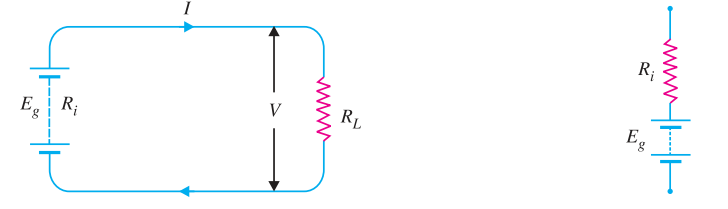 I
E_g R_i
V
R_L
R_i
E_g